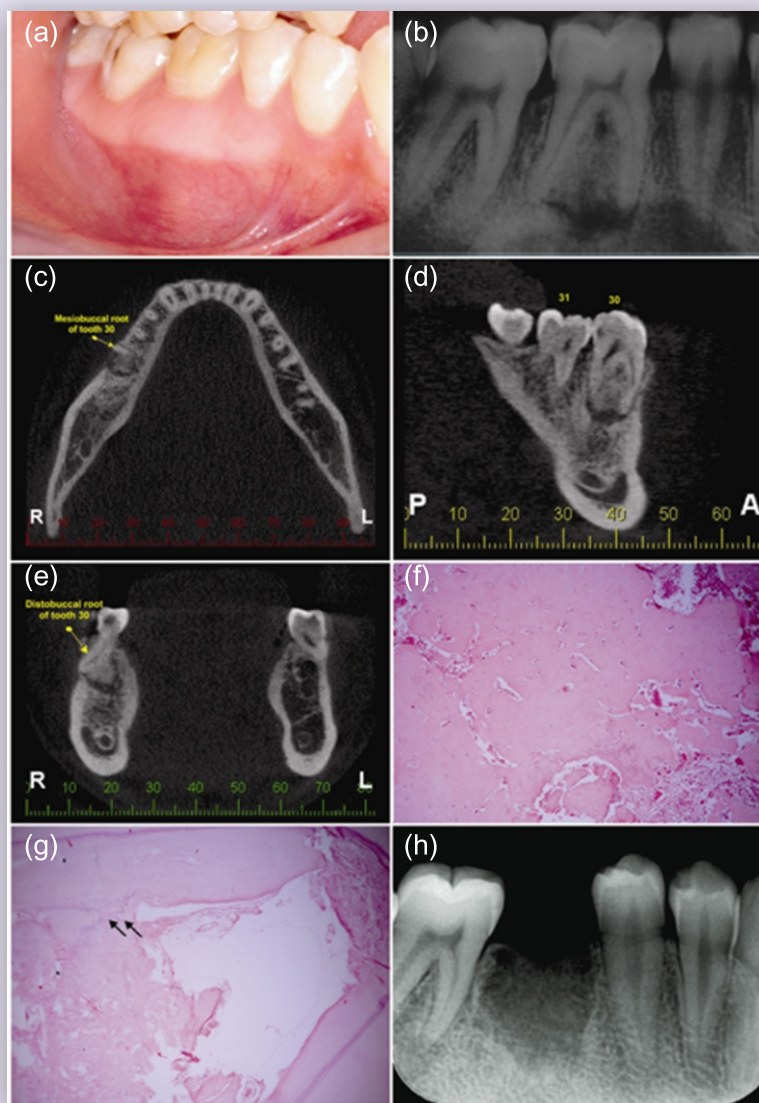 (a)
(b)
(c)
Mesiobuccal root
of tooth 30
R
L
(d)
31
30
P
A
10
20
30
40
50
60
(e)
Distobuccal root
of tooth 30
R
L
10
20
30
40
50
60
70
(f)
(g)
(h)